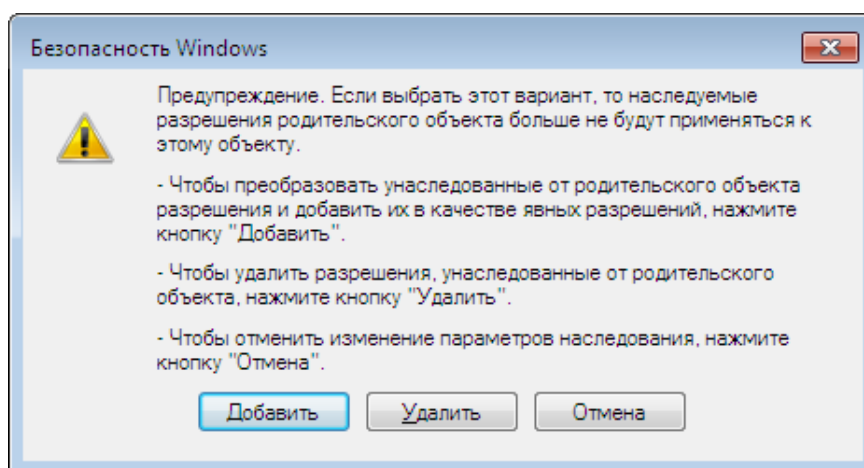 Безопасность Windows
Предупреждение. Если выбрать этот вариант, то наследуемые
разрешения родительского объекта больше не будут применяться к
этому объекту.
- Чтобы преобразовать унаследованные от родительского объекта
разрешения и добавить их в качестве явных разрешений, нажмите
кнопку "Добавить".
- Чтобы удалить разрешения, унаследованные от родительского
объекта, нажмите кнопку "Удалить".
- Чтобы отменить изменение параметров наследования, нажмите
кнопку "Отмена".
Добавить Удалить Отмена